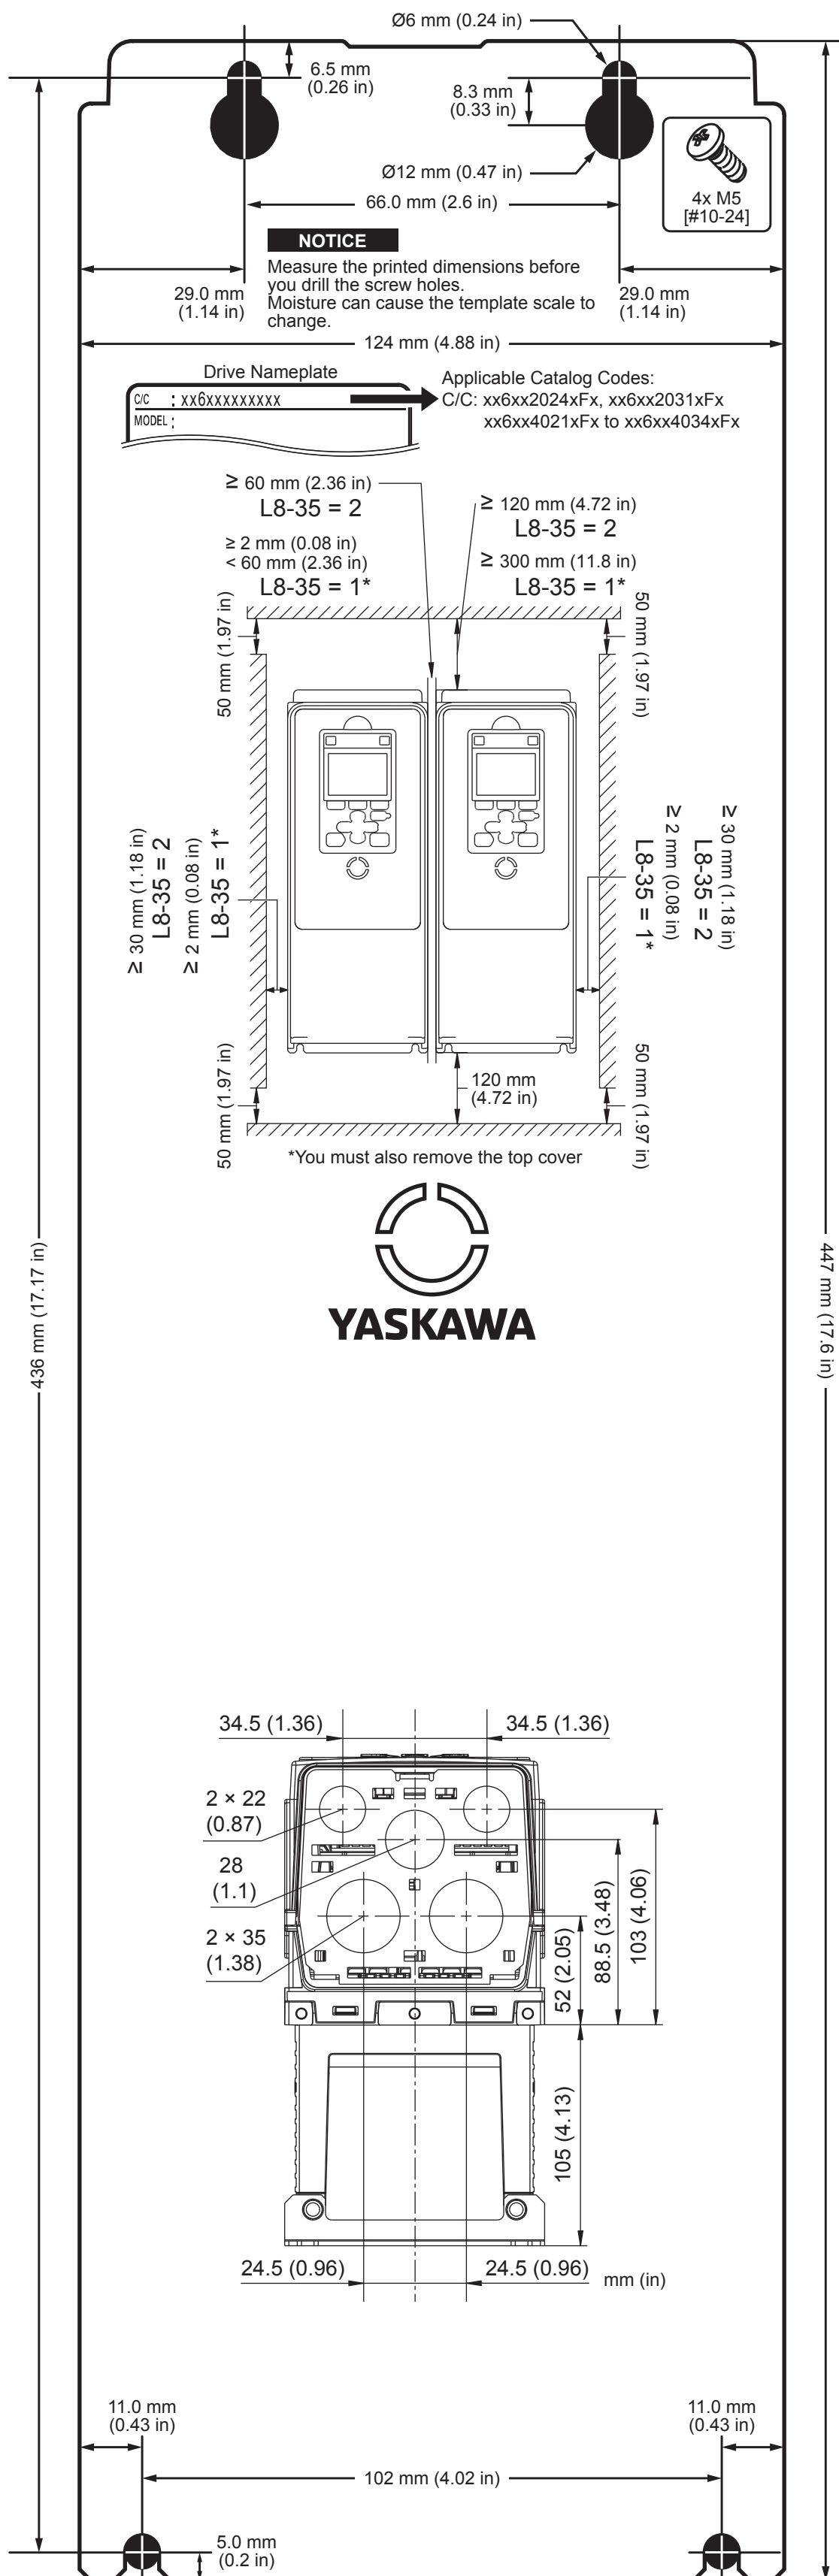 Ø6 mm (0.24 in)
6.5 mm
(0.26 in)
8.3 mm
(0.33 in)
Ø12 mm (0.47 in)
4x M5
[#10-24]
66.0 mm (2.6 in)
NOTICE
Measure the printed dimensions before
you drill the screw holes.
Moisture can cause the template scale to
change.
29.0 mm
(1.14 in)
29.0 mm
(1.14 in)
124 mm (4.88 in)
Drive Nameplate
C/C : xx6xxxxxxxxx
MODEL :
Applicable Catalog Codes:
C/C: xx6xx2024xFx, xx6xx2031xFx
xx6xx4021xFx to xx6xx4034xFx
≥ 60 mm (2.36 in)
L8-35 = 2
≥ 2 mm (0.08 in)
< 60 mm (2.36 in)
L8-35 = 1*
≥ 120 mm (4.72 in)
L8-35 = 2
≥ 300 mm (11.8 in)
L8-35 = 1*
50 mm (1.97 in)
50 mm (1.97 in)
≥ 30 mm (1.18 in)
L8-35 = 2
≥ 2 mm (0.08 in)
L8-35 = 1*
≥ 30 mm (1.18 in)
L8-35 = 2
≥ 2 mm (0.08 in)
L8-35 = 1*
50 mm (1.97 in)
120 mm
(4.72 in)
50 mm (1.97 in)
*You must also remove the top cover
YASKAWA
436 mm (17.17 in)
447 mm (17.6 in)
34.5 (1.36)
34.5 (1.36)
2 × 22
(0.87)
28
(1.1)
2 × 35
(1.38)
52 (2.05)
88.5 (3.48)
103 (4.06)
105 (4.13)
24.5 (0.96)
24.5 (0.96)
mm (in)
11.0 mm
(0.43 in)
11.0 mm
(0.43 in)
102 mm (4.02 in)
5.0 mm
(0.2 in)